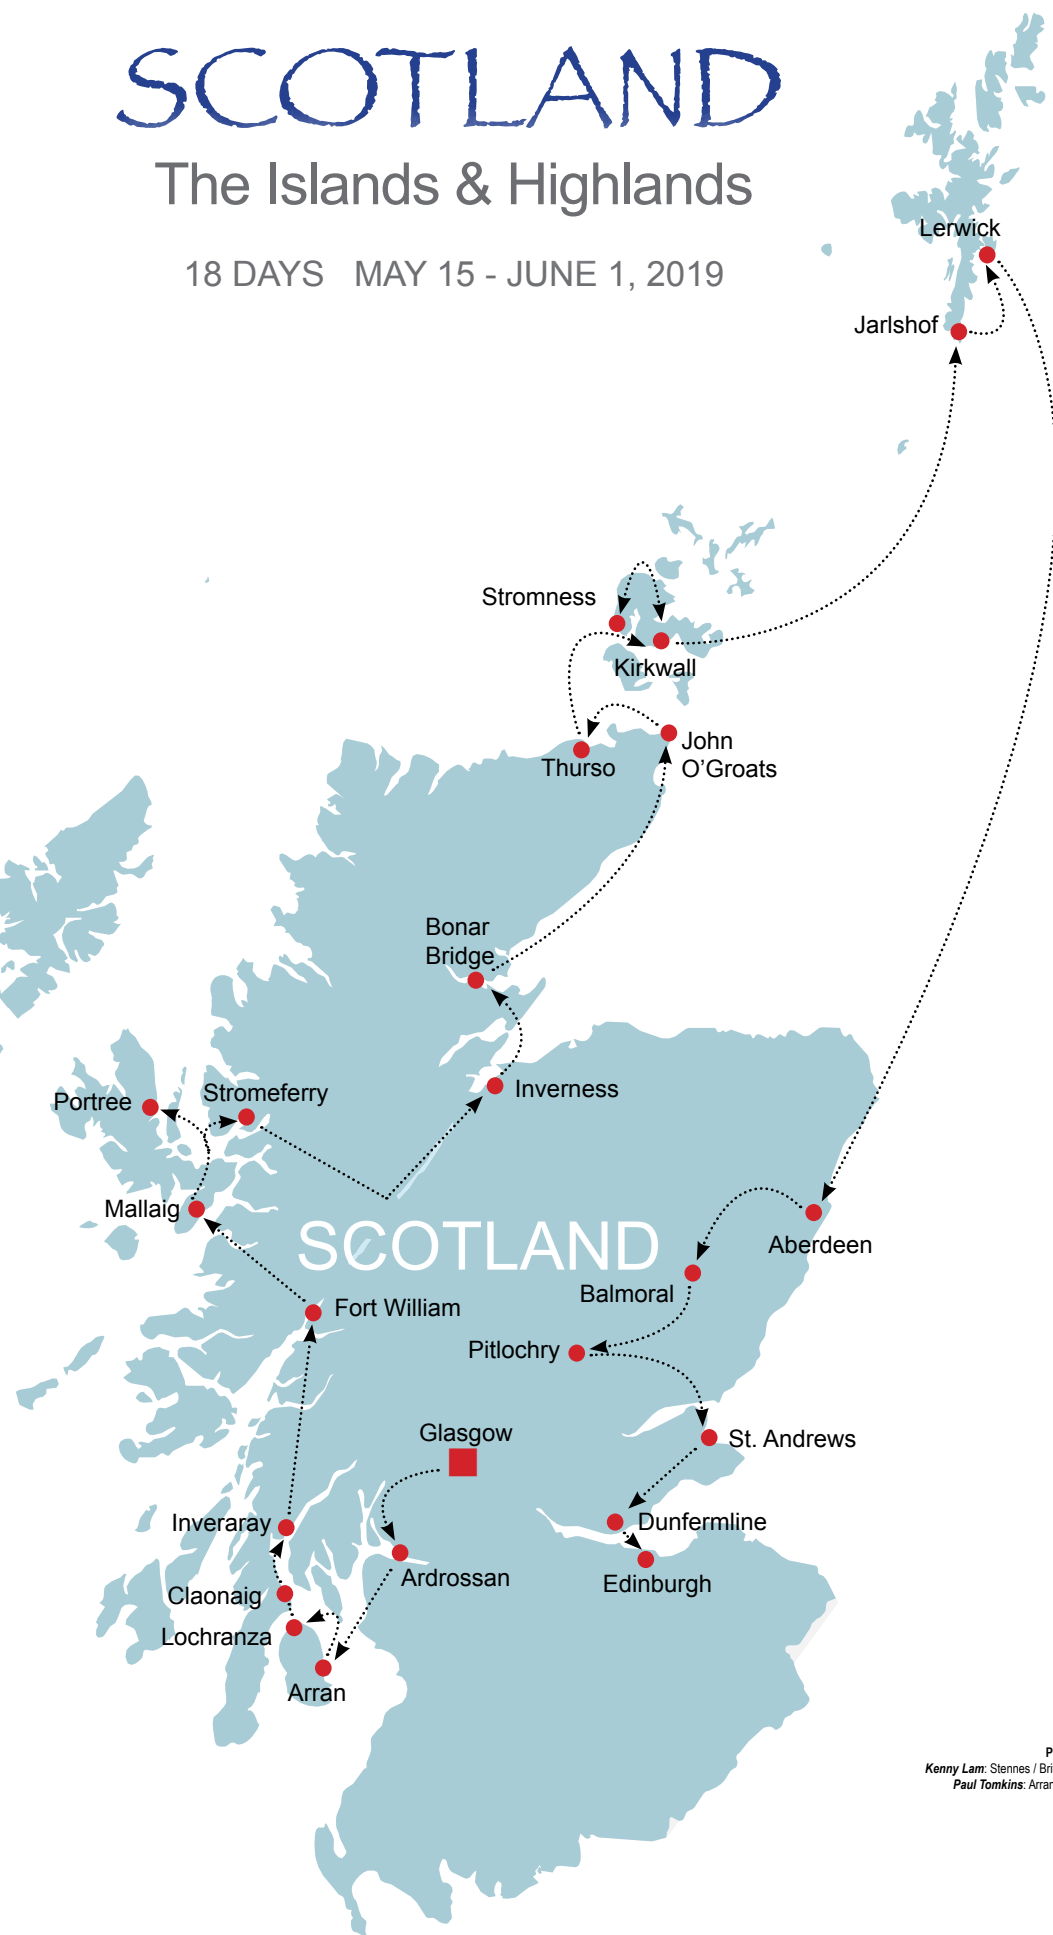 SCOTLAND
The Islands & Highlands
18 DAYS MAY 15 - JUNE 1, 2019
Lerwick
Jarlshof
Stromness
Kirkwall
John
O'Groats
Thurso
Bonar
Bridge
Inverness
Stromeferry
Portree
Mallaig
SCOTLAND
Aberdeen
Balmoral
Fort William
Pitlochry
Glasgow
St. Andrews
Inveraray
Dunfermline
Ardrossan
Edinburgh
Claonaig
Lochranza
Arran
P
Kenny Lam: Stennes / Bri
Paul Tomkins: Arran